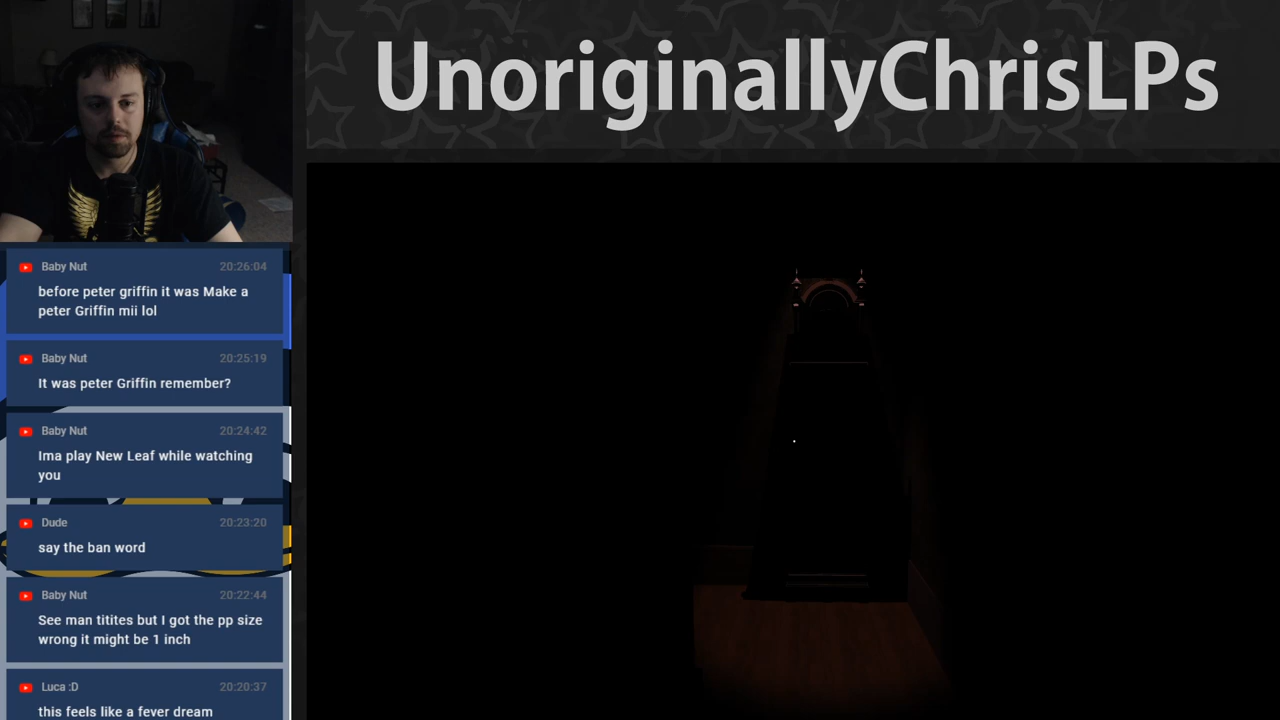 UnoriginallyChrisLPs
Baby Nut 20:26:04
before peter griffin it was Make a
peter Griffin mii lol
Baby Nut 20:25:19
It was peter Griffin remember?
Baby Nut 20:24:42
Ima play New Leaf while watching
you
Dude 20:23:20
say the ban word
Baby Nut 20:22:44
See man titites but I got the pp size
wrong it might be 1 inch
Luca :D 20:20:37
this feels like a fever dream